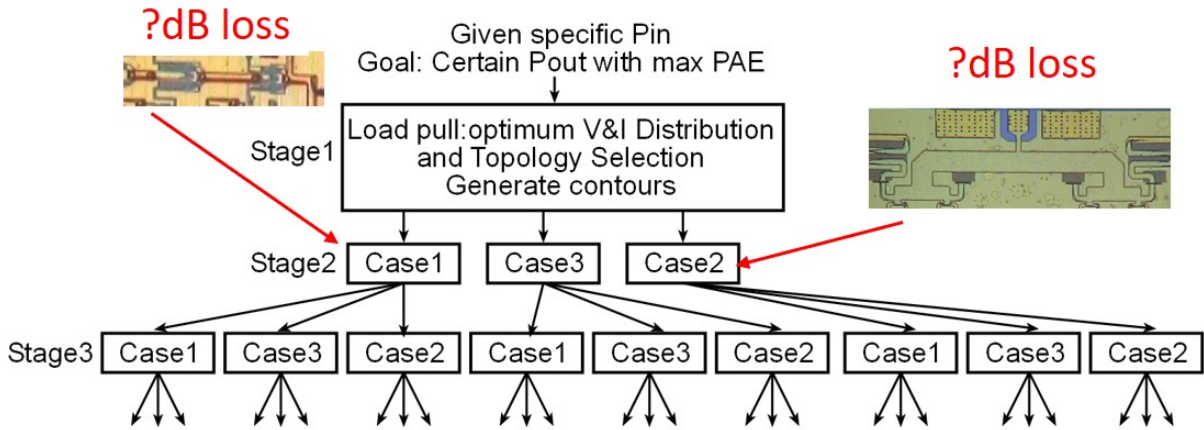 ?dB loss
Given specific Pin
Goal: Certain Pout with max PAE
?dB loss
Stage1
Load pull:optimum V&I Distribution
and Topology Selection
Generate contours
Stage2 Case1 Case3 Case2
Stage3 Case1 Case3 Case2 Case1 Case3 Case2 Case1 Case3 Case2